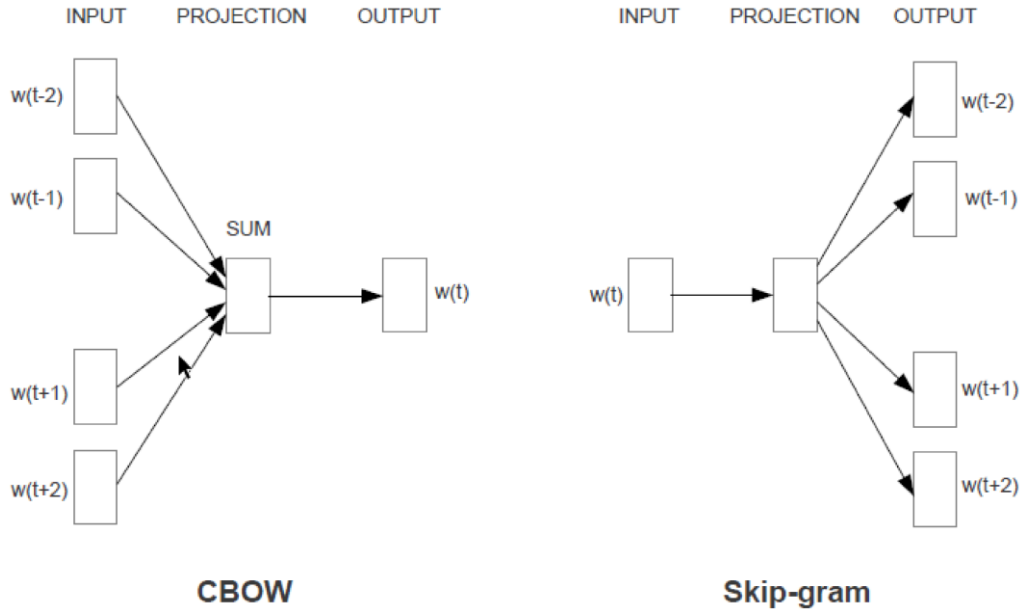 INPUT PROJECTION OUTPUT
w(t-2)
w(t-1)
SUM
w(t)
w(t+1)
w(t+2)
CBOW
INPUT PROJECTION OUTPUT
w(t-2)
w(t-1)
w(t)
w(t+1)
w(t+2)
Skip-gram